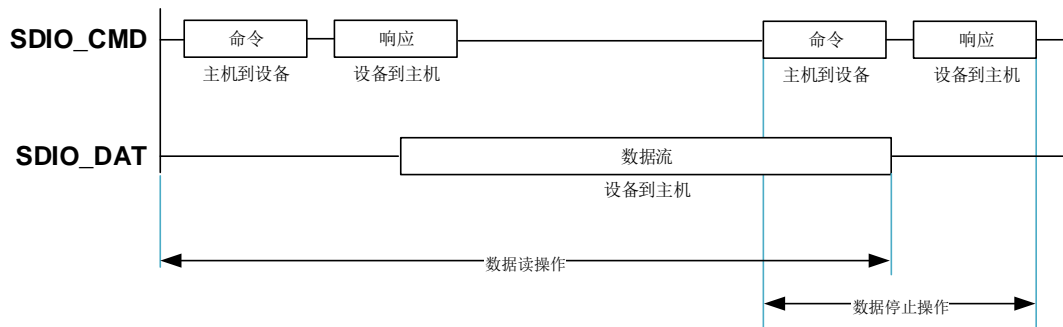 SDIO_CMD
命令
响应
命令
响应
主机到设备
设备到主机
主机到设备
设备到主机
SDIO_DAT
数据流
设备到主机
数据读操作
数据停止操作